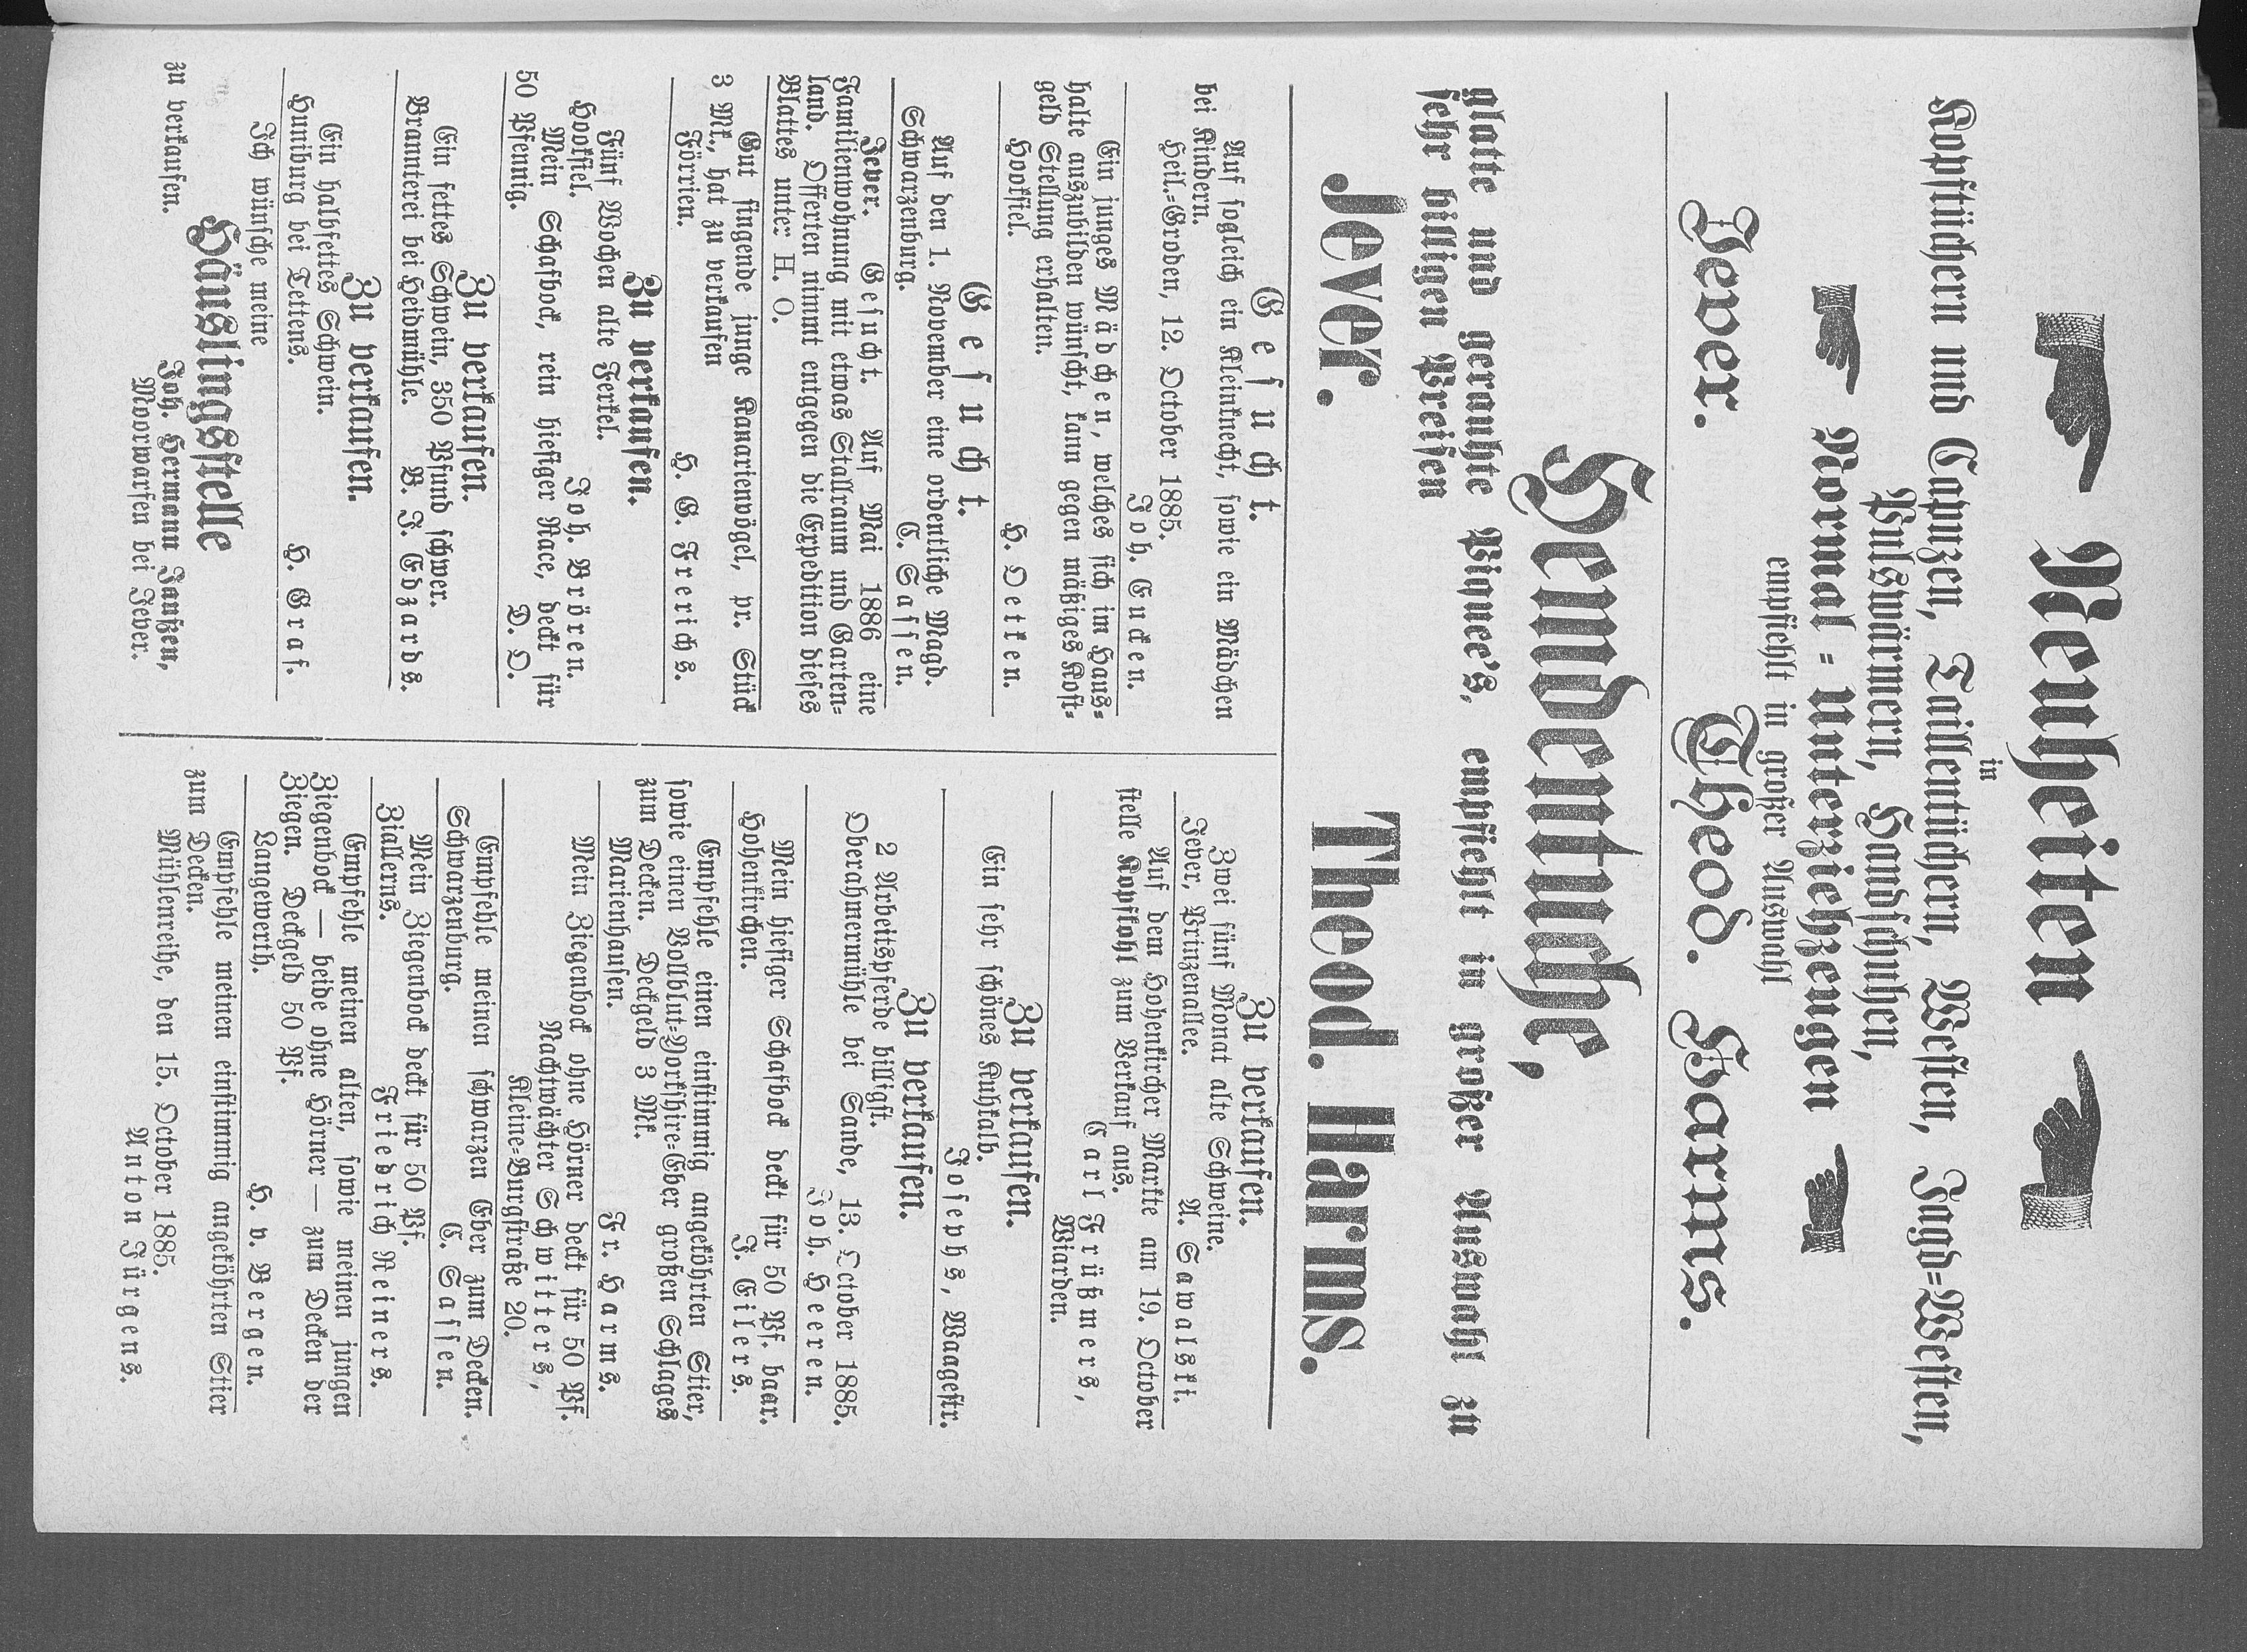 Neuheiten
in
Kopftüchern und Capuzen, Taillentüchern, Westen, Jagd=Westen,
Pulswärmern, Handschuhen,
Normal = Unterziehzeugen
empfiehlt in großer Auswahl
Jever. Theod. Harms.
Hemdentuche,
glatte und gerauhte Piquee's, empfiehlt in großer Auswahl zu
sehr billigen Preisen
Jever. Theod. Harms.
Gesucht.
Auf sogleich ein Kleinknecht, sowie ein Mädchen
bei Kindern.
Heil.=Groden, 12. October 1885.
Joh. Eucken.
Ein junges Mädchen, welches sich im Haus=
halte auszubilden wünscht, kann gegen mäßiges Kost=
geld Stellung erhalten.
Hooksiel. H. Oetken.
Gesucht.
Auf den 1. November eine ordentliche Magd.
Schwarzenburg. C. Sassen.
Jever. Gesucht. Auf Mai 1886 eine
Familienwohnung mit etwas Stallraum und Garten=
land. Offerten nimmt entgegen die Expedition dieses
Blattes unter H. O.
Gut singende junge Kanarienvögel, pr. Stück
3 Mk., hat zu verkaufen
Förrien. H. G. Frerichs.
Zu verkaufen.
Fünf Wochen alte Ferkel.
Hooksiel. Joh. Brören.
Mein Schafbock, rein hiesiger Race, deckt für
50 Pfennig. D. O.
Zu verkaufen.
Ein fettes Schwein, 350 Pfund schwer.
Brannterei bei Heidmühle. B. J. Ehzards.
Zu verkaufen.
Ein halbfettes Schwein.
Huniburg bei Tettens. H. Graf.
Ich wünsche meine
Häuslingsstelle
zu verkaufen. Joh. Hermann Janßen,
Moorwarfen bei Jever.
Zu verkaufen.
Zwei fünf Monat alte Schweine.
Jever, Prinzenallee. A. Sawalski.
Auf dem Hohenkircher Markte am 19. October
stelle Kopfkohl zum Verkauf aus.
Carl Früßmers,
Wiarden.
Zu verkaufen.
Ein sehr schönes Kuhkalb.
Josephs, Waagestr.
Zu verkaufen.
2 Arbeitspferde billigst.
Oberahmermühle bei Sande, 13. October 1885.
Joh. Heeren.
Mein hiesiger Schafbock deckt für 50 Pf. baar.
Hohenkirchen. J. Eilers.
Empfehle einen einstimmig angeköhrten Stier,
sowie einen Vollblut=Yorkshire=Eber großen Schlages
zum Decken. Deckgeld 3 Mk.
Marienhausen. Fr. Harms.
Mein Ziegenbock ohne Hörner deckt für 50 Pf.
Nachtwächter Schwitters,
Kleine=Burgstraße 20.
Empfehle meinen schwarzen Eber zum Decken.
Schwarzenburg. C. Sassen.
Mein Ziegenbock deckt für 50 Pf.
Ziallerns. Friedrich Reiners.
Empfehle meinen alten, sowie meinen jungen
Ziegenbock — beide ohne Hörner — zum Decken der
Ziegen. Deckgeld 50 Pf.
Langewerth. H. v. Bergen.
Empfehle meinen einstimmig angeköhrten Stier
zum Decken.
Mühlenreihe, den 15. October 1885.
Anton Jürgens.